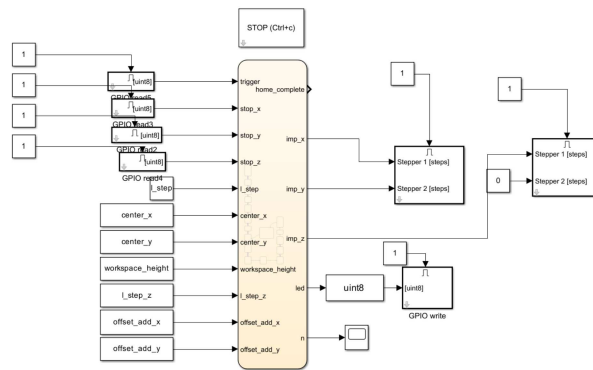 STOP (Ctrl+c)
1
1
1
1
[uint8]
GPIO read5
[uint8]
GPIO read3
[uint8]
GPIO read2
[uint8]
GPIO read4
l_step
center_x
center_y
workspace_height
l_step_z
offset_add_x
offset_add_y
trigger
home_complete
stop_x
stop_y
imp_x
stop_z
l_step
imp_y
center_x
center_y
imp_z
workspace_height
led
l_step_z
offset_add_x
n
offset_add_y
1
Stepper 1 [steps]
Stepper 2 [steps]
1
Stepper 1 [steps]
0
Stepper 2 [steps]
1
uint8
[uint8]
GPIO write